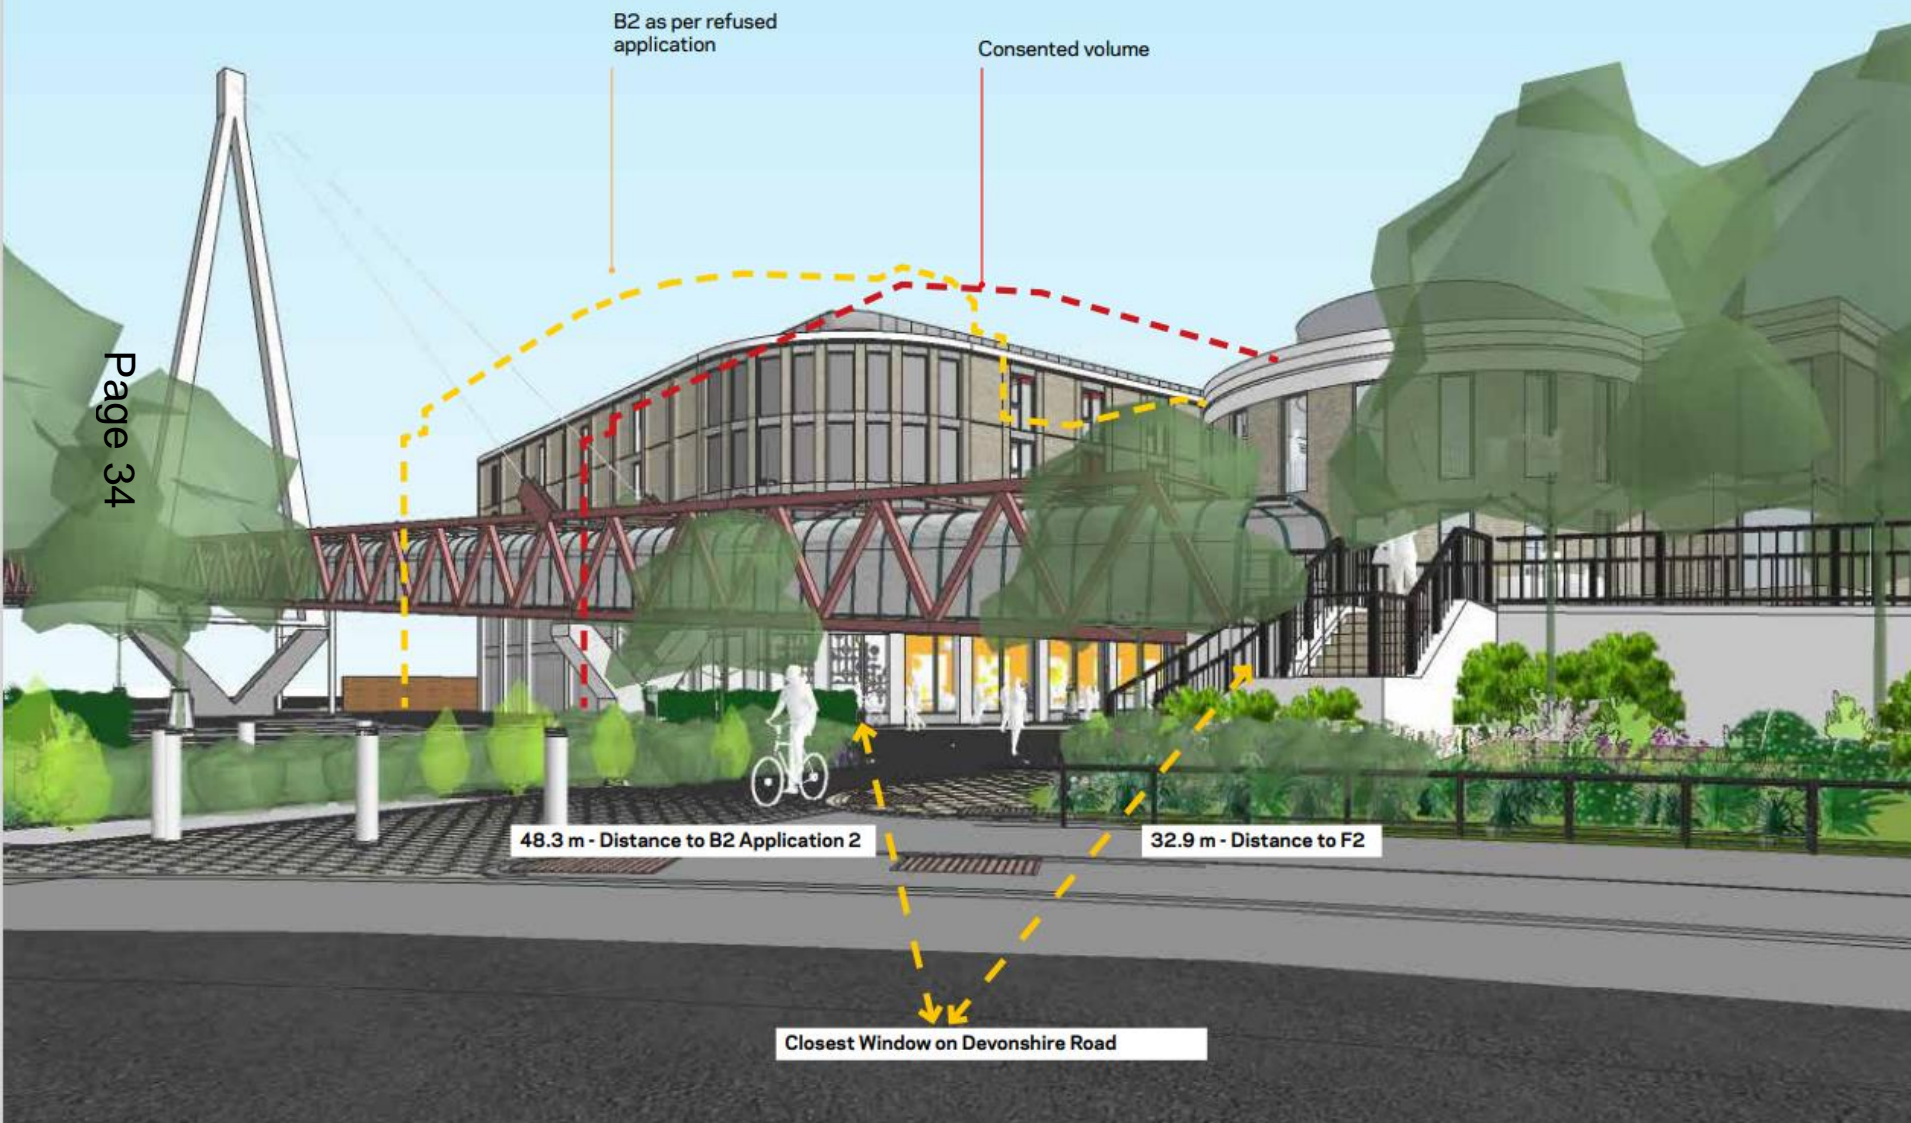 B2 as per refused
application
Consented volume
Page 34
48.3 m - Distance to B2 Application 2
32.9 m - Distance to F2
Closest Window on Devonshire Road